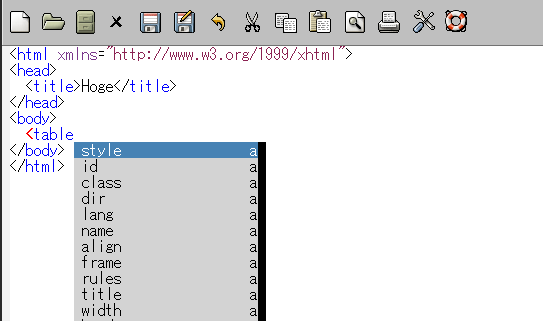 <html xmlns="http://www.w3.org/1999/xhtml">
<head>
<title>Hoge</title>
</head>
<body>
<table
</body>
</html>
style a
id a
class a
dir a
lang a
name a
align a
frame a
rules a
title a
width a